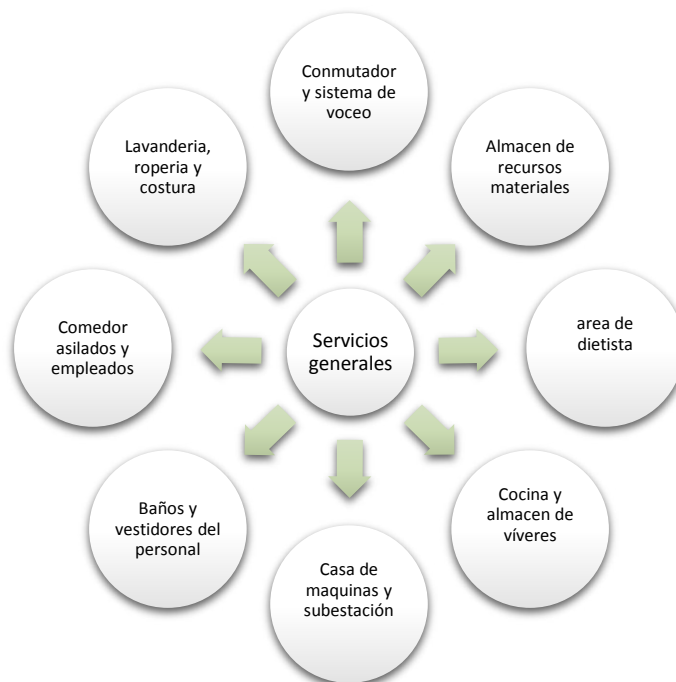 Conmutador
y sistema de
voceo
Almacen de
recursos
materiales
area de
dietista
Cocina y
almacen de
víveres
Casa de
maquinas y
subestación
Baños y
vestidores del
personal
Comedor
asilados y
empleados
Lavanderia,
roperia y
costura
Servicios
generales